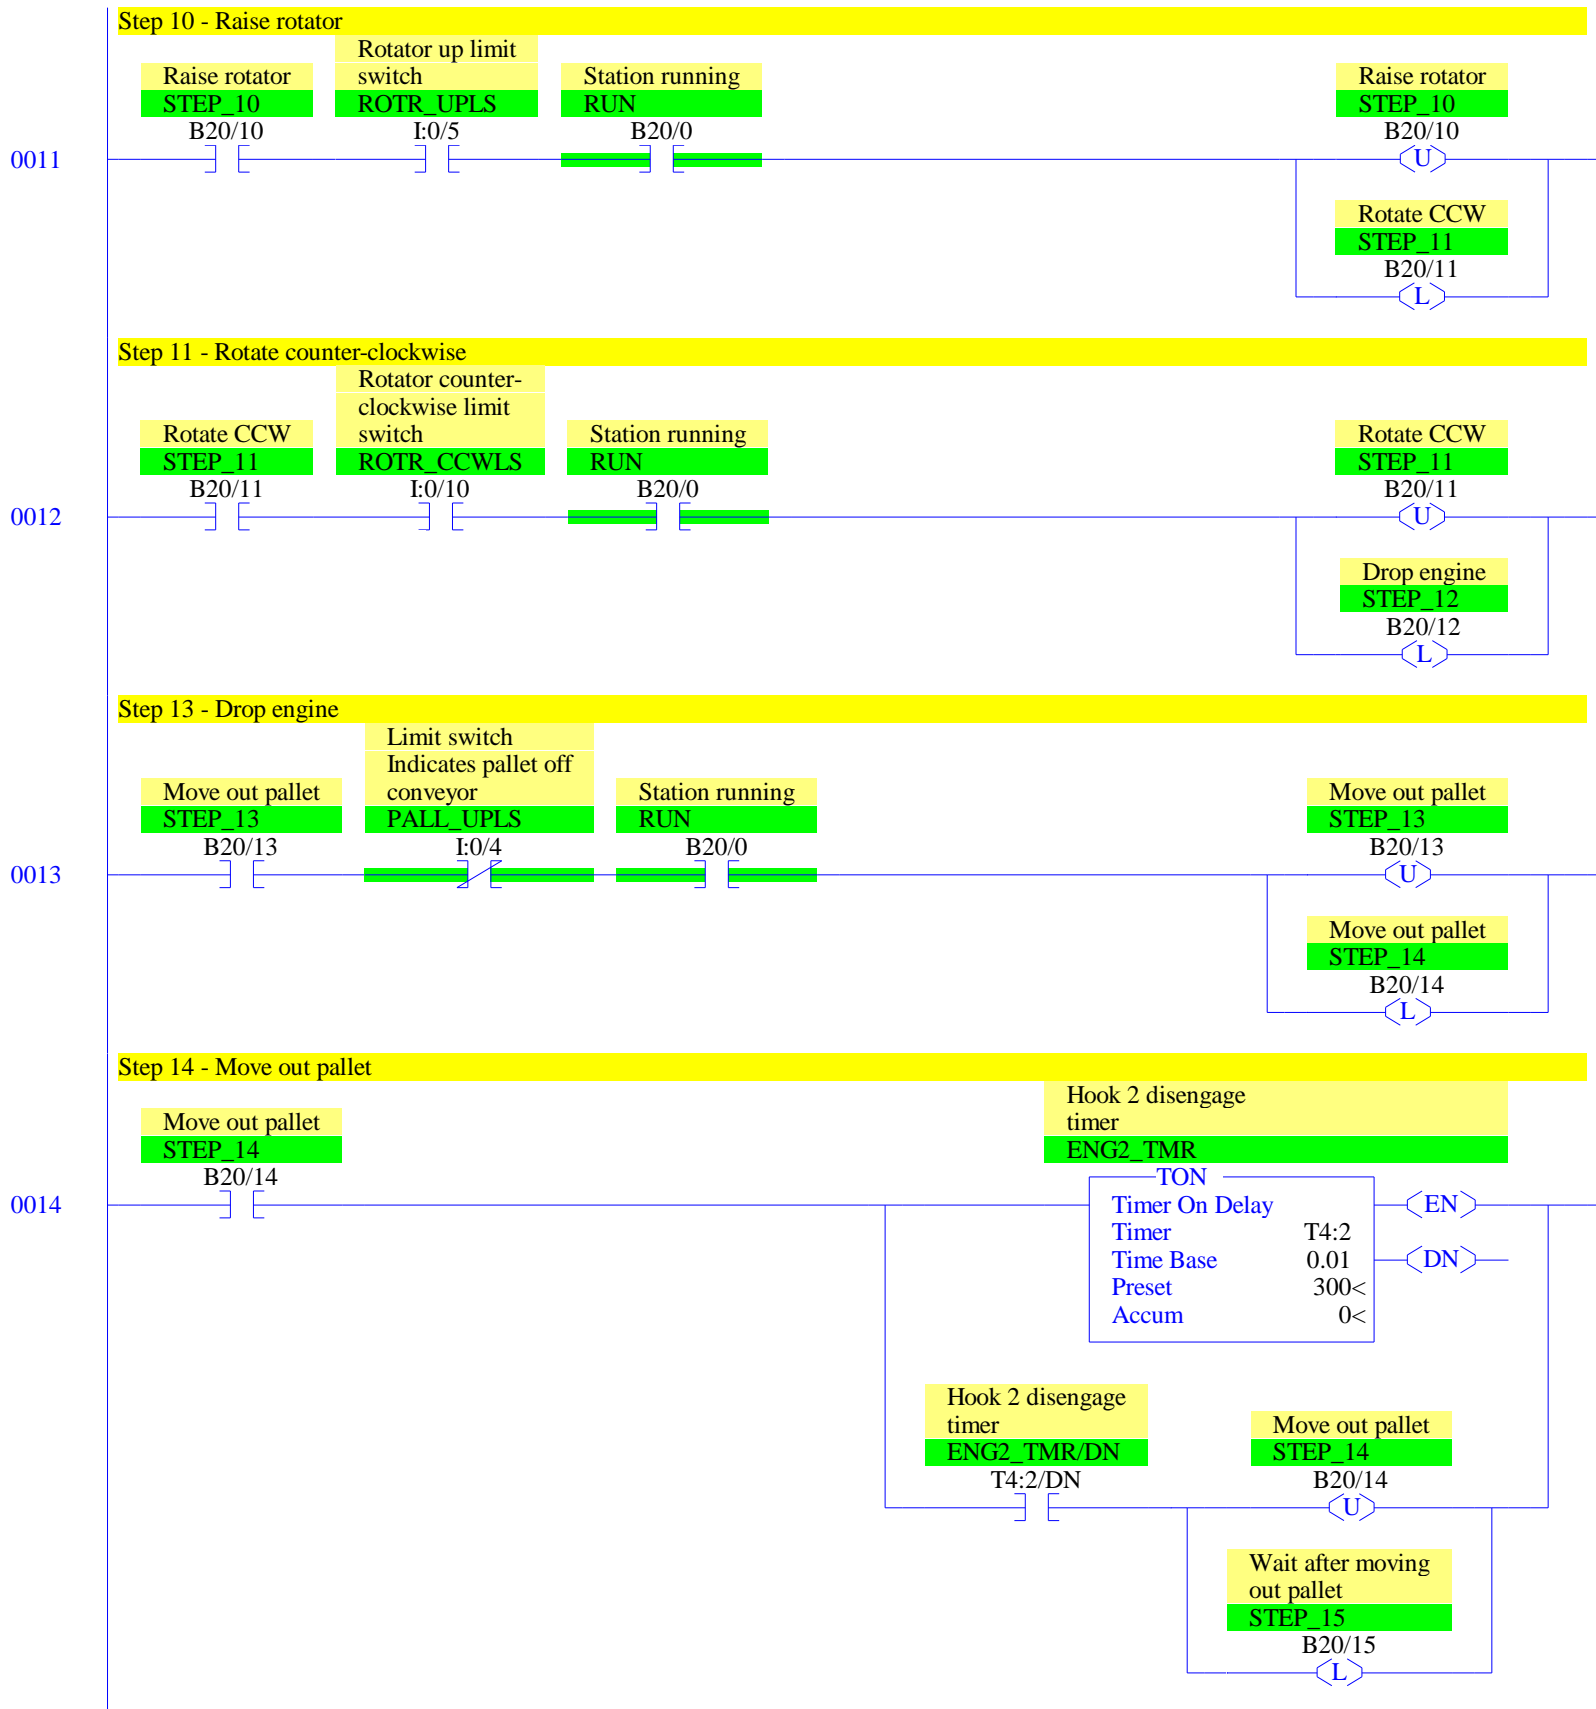 Step 10 - Raise rotator
Raise rotator
STEP_10
B20/10
Rotator up limit
switch
ROTR_UPLS
I:0/5
Station running
RUN
B20/0
Raise rotator
STEP_10
B20/10
U
0011
Rotate CCW
STEP_11
B20/11
L
Step 11 - Rotate counter-clockwise
Rotate CCW
STEP_11
B20/11
Rotator counter-
clockwise limit
switch
ROTR_CCWLS
I:0/10
Station running
RUN
B20/0
Rotate CCW
STEP_11
B20/11
U
0012
Drop engine
STEP_12
B20/12
L
Step 13 - Drop engine
Move out pallet
STEP_13
B20/13
Limit switch
Indicates pallet off
conveyor
PALL_UPLS
I:0/4
Station running
RUN
B20/0
Move out pallet
STEP_13
B20/13
U
0013
Move out pallet
STEP_14
B20/14
L
Step 14 - Move out pallet
Move out pallet
STEP_14
B20/14
0014
Hook 2 disengage
timer
ENG2_TMR
TON
Timer On Delay
Timer T4:2
Time Base 0.01
Preset 300<
Accum 0<
EN
DN
Hook 2 disengage
timer
ENG2_TMR/DN
T4:2/DN
Move out pallet
STEP_14
B20/14
U
Wait after moving
out pallet
STEP_15
B20/15
L